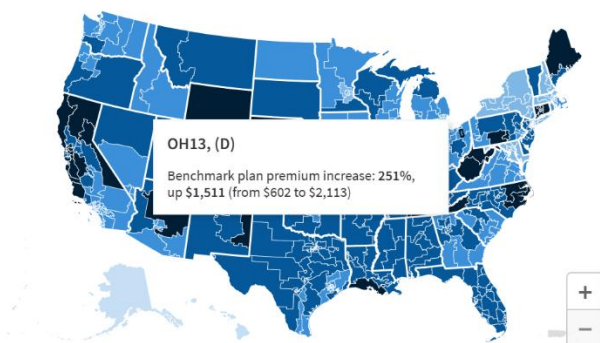 OH13, (D)
Benchmark plan premium increase: 251%,
up $1,511 (from $602 to $2,113)
+
−